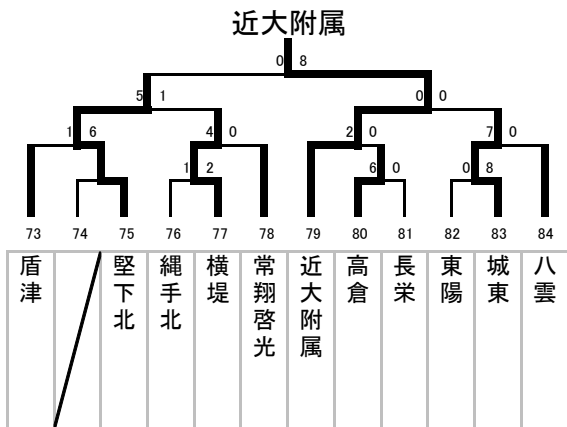 近大附属
0 8
5 1 0 0
1 6 4 0 2 0 7 0
1 2 6 0 0 8
73 74 75 76 77 78 79 80 81 82 83 84
盾津
堅下北
縄手北
横堤
常翔啓光
近大附属
高倉
長栄
東陽
城東
八雲